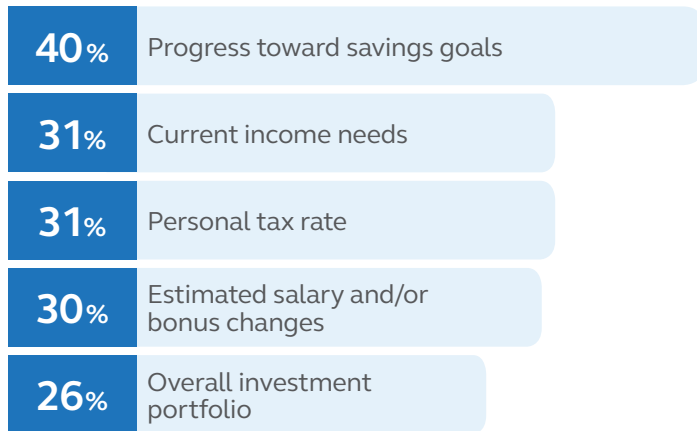 40% Progress toward savings goals
31% Current income needs
31% Personal tax rate
30% Estimated salary and/or
bonus changes
26% Overall investment
portfolio